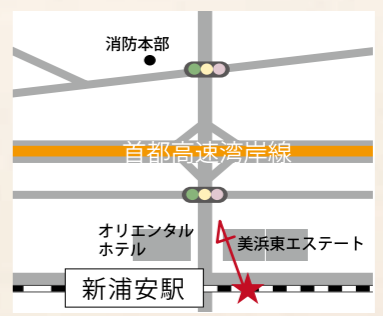 消防本部
首都高速湾岸線
オリエンタル
ホテル
美浜東エステート
新浦安駅